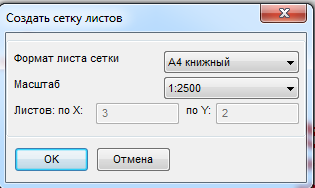 Создать сетку листов
Формат листа сетки А4 книжный
Масштаб 1:2500
Листов: по X: 3 по Y: 2
OK Отмена